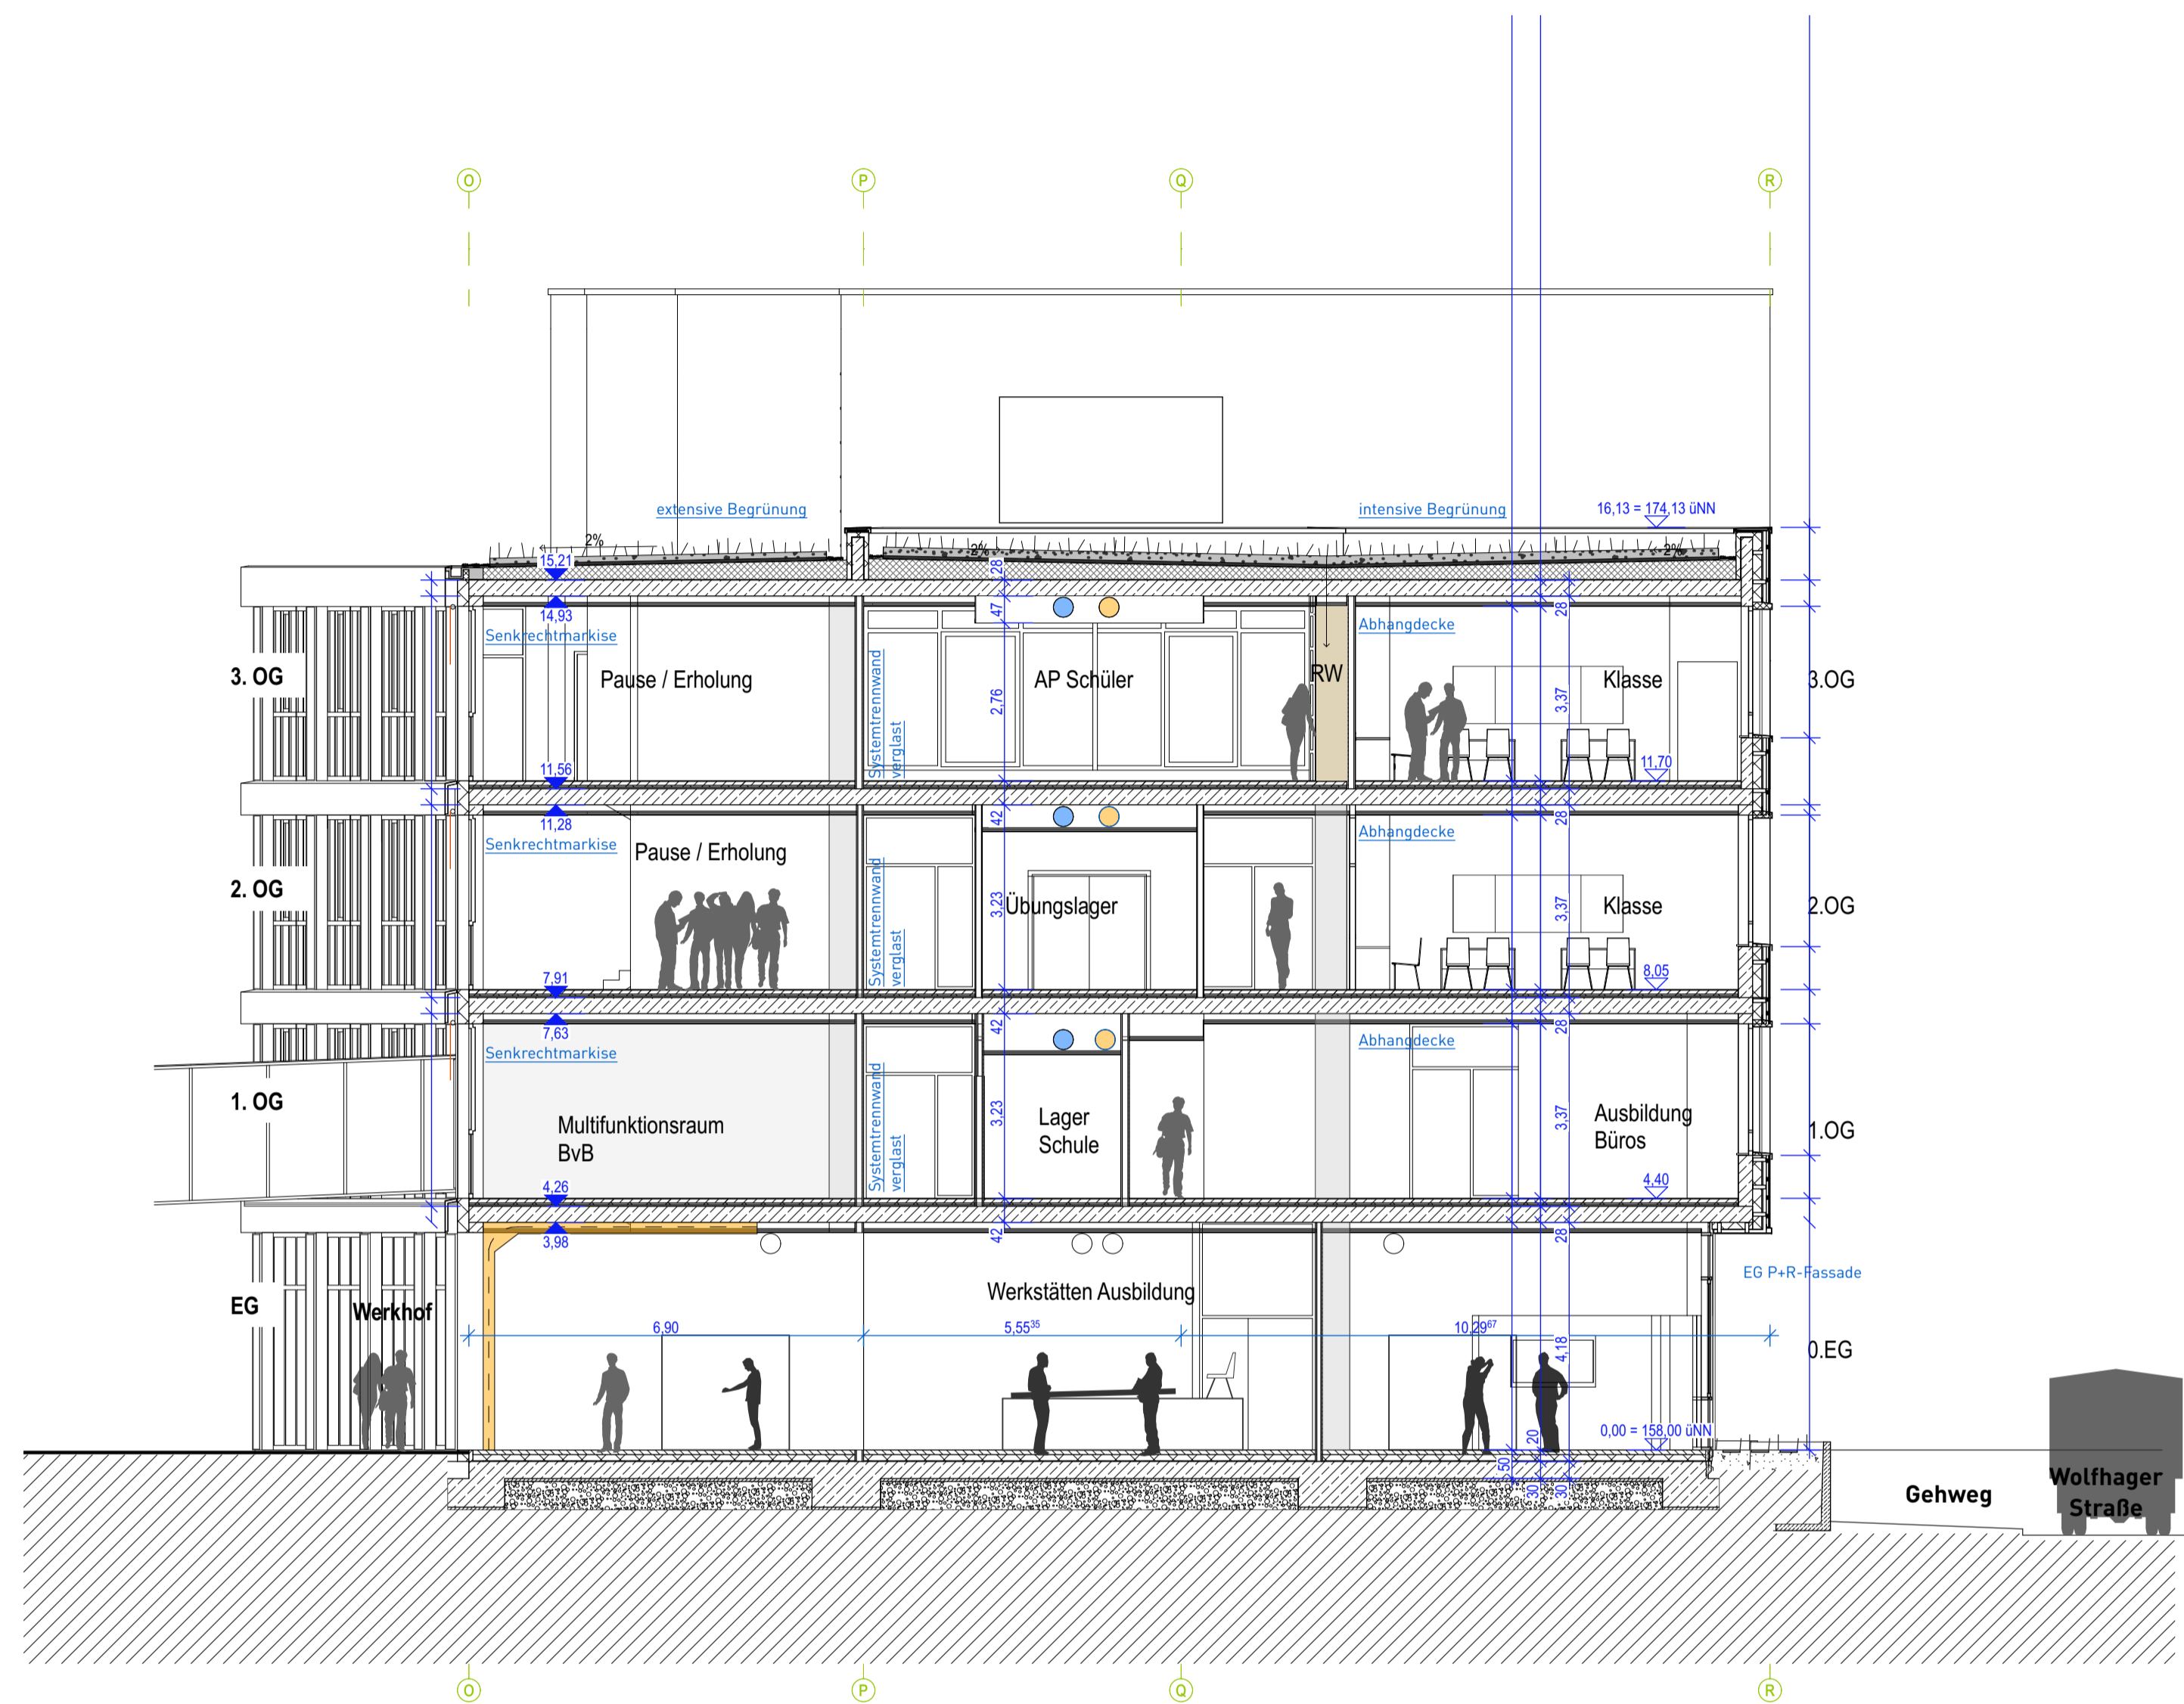 O
P
Q
R
extensive Begrünung
intensive Begrünung
16,13 = 174,13 üNN
2%
2%
2%
15,21
28
14,93
47
28
Senkrechtmarkise
Abhangdecke
3. OG
Pause / Erholung
Systemtrennwand
verglast
2,76
AP Schüler
RW
3,37
Klasse
3.OG
11,56
11,70
11,28
42
28
Senkrechtmarkise
Abhangdecke
Pause / Erholung
2. OG
Systemtrennwand
verglast
3,23
Übungslager
3,37
Klasse
2.OG
7,91
8,05
7,63
42
28
Senkrechtmarkise
Abhangdecke
1. OG
Multifunktionsraum
BvB
Systemtrennwand
verglast
3,23
Lager
Schule
3,37
Ausbildung
Büros
1.OG
4,26
4,40
3,98
42
28
EG P+R-Fassade
EG
Werkhof
Werkstätten Ausbildung
6,90
5,55³⁵
10,29⁶⁷
4,18
0.EG
0,00 = 158,00 üNN
20
50
30
30
Gehweg
Wolfhager
Straße
O
P
Q
R